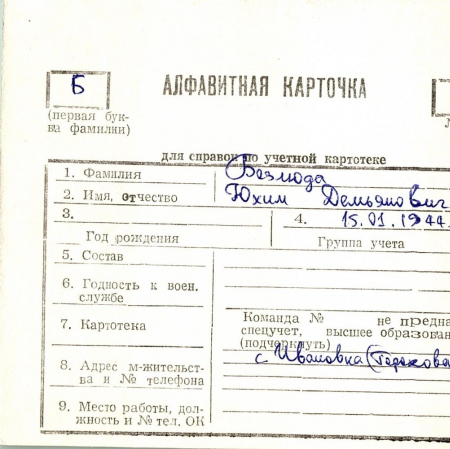 Б
АЛФАВИТНАЯ КАРТОЧКА
(первая бук-
ва фамилии)
для справок по учетной картотеке
1. Фамилия Безлюда
2. Имя, отчество Юхим Демьянович
3. 4. 15.01.1944
Год рождения Группа учета
5. Состав
6. Годность к воен.
службе
7. Картотека
Команда № не предна
спецучет, высшее образован
(подчеркнуть)
8. Адрес м-жительст-
ва и № телефона
с Ивановка
9. Место работы, дол-
жность и № тел. ОК